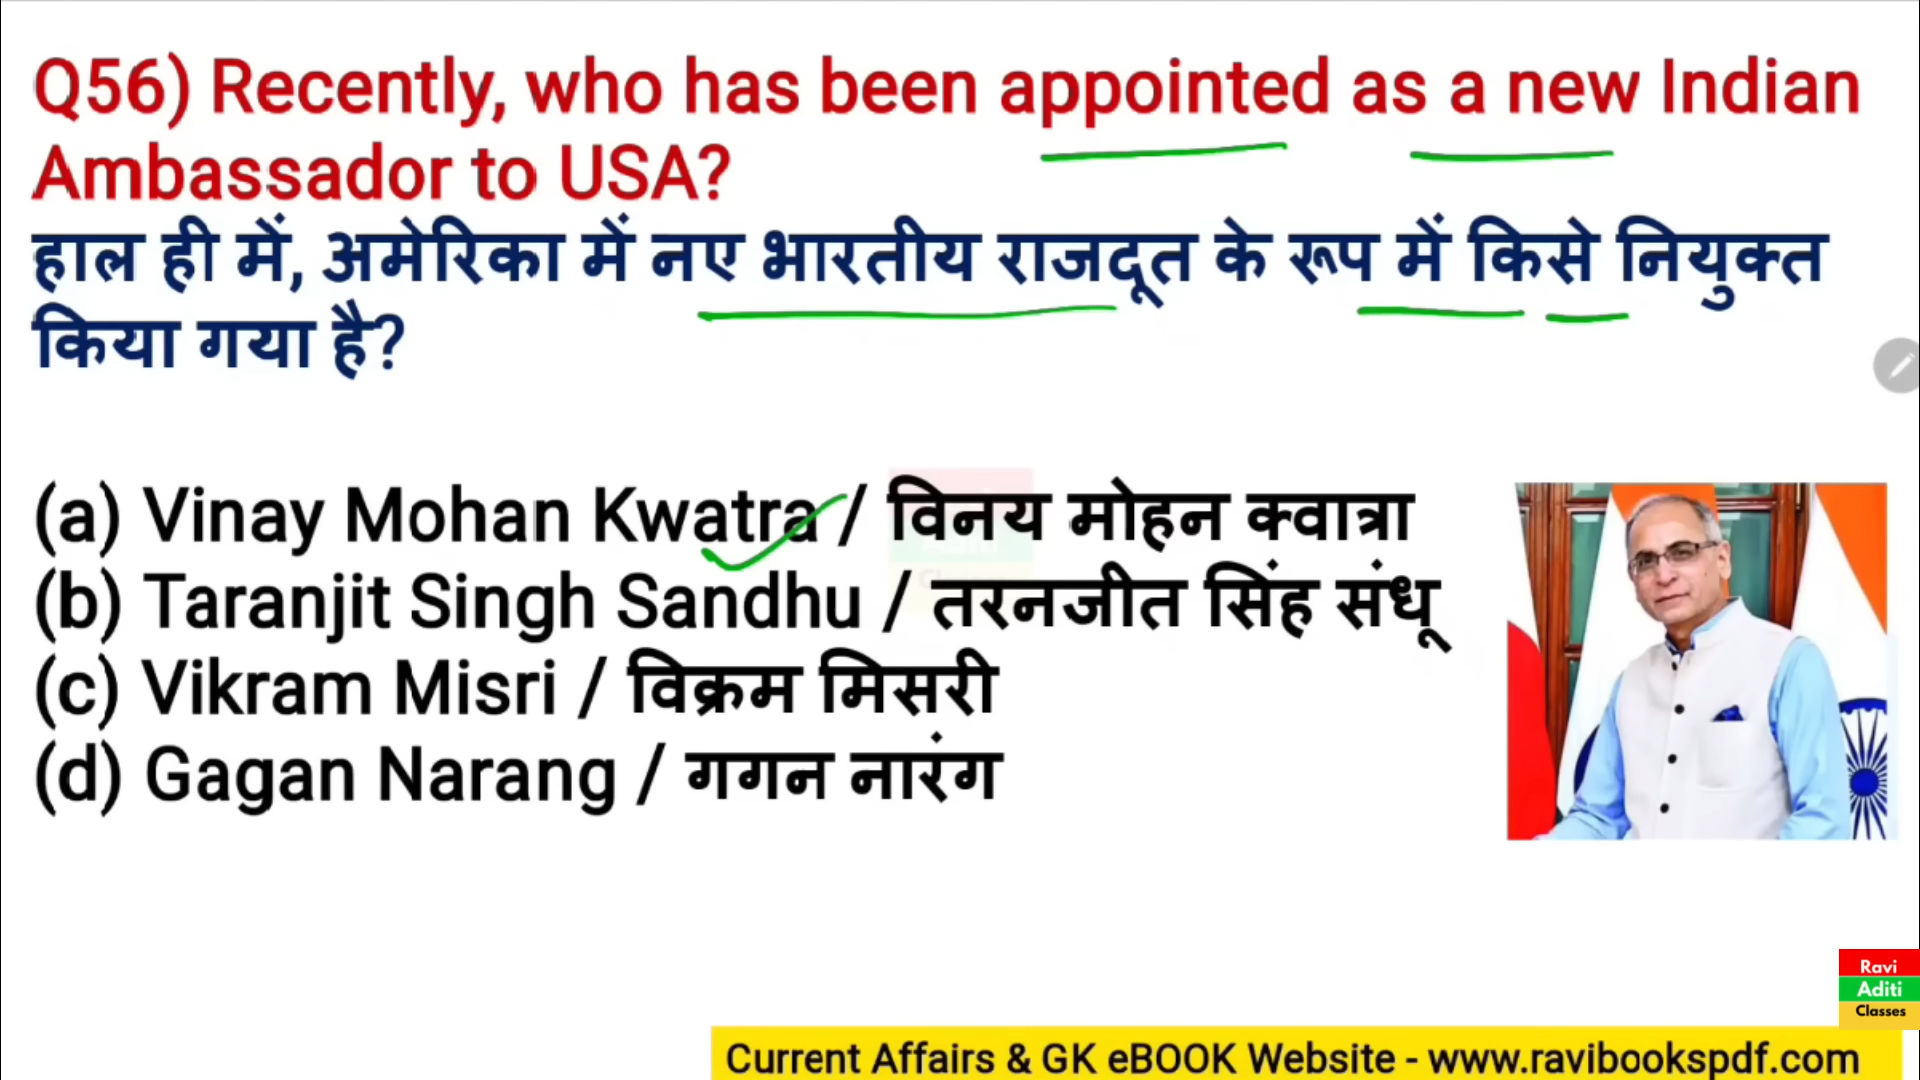 Q56) Recently, who has been appointed as a new Indian
Ambassador to USA?
हाल ही में, अमेरिका में नए भारतीय राजदूत के रूप में किसे नियुक्त
किया गया है?
(a) Vinay Mohan Kwatra / विनय मोहन क्वात्रा
(b) Taranjit Singh Sandhu / तरनजीत सिंह संधू
(c) Vikram Misri / विक्रम मिसरी
(d) Gagan Narang / गगन नारंग
Ravi
Aditi
Classes
Current Affairs & GK eBOOK Website - www.ravibookspdf.com